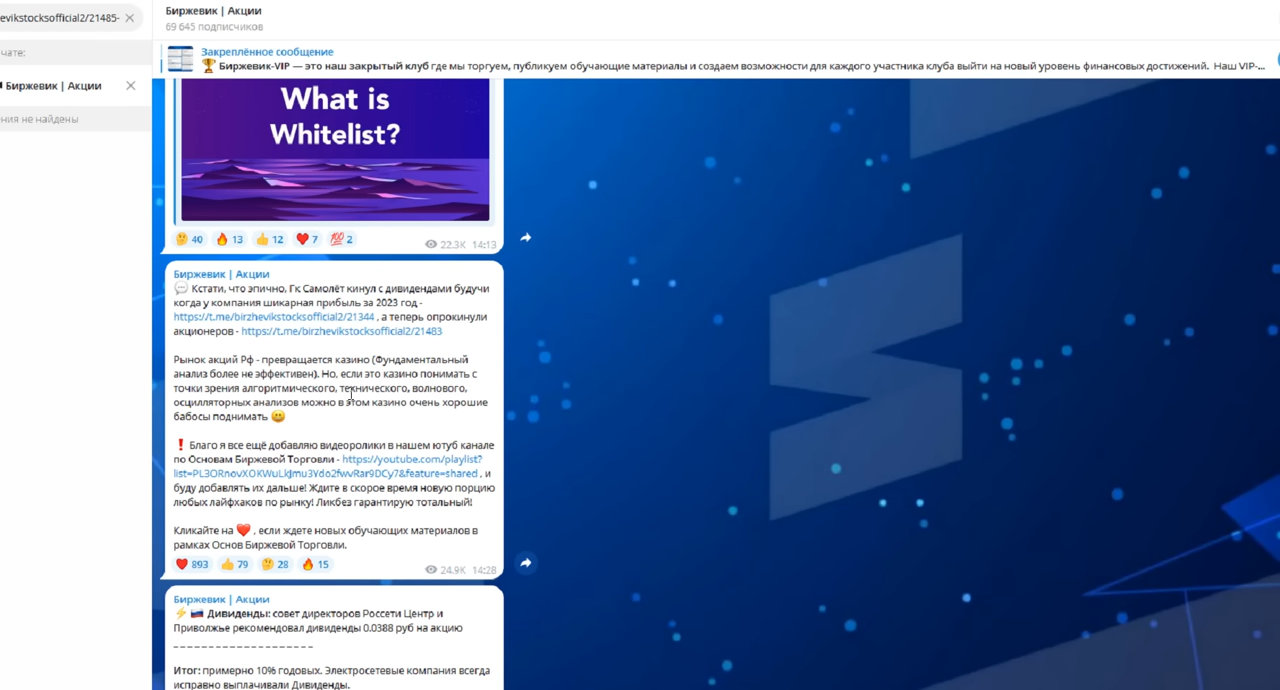 evikstocksofficial2/21485-
Биржевик | Акции
69 645 подписчиков
чате:
Закреплённое сообщение
🏆 Биржевик-VIP — это наш закрытый клуб где мы торгуем, публикуем обучающие материалы и создаем возможности для каждого участника клуба выйти на новый уровень финансовых достижений. Наш VIP-...
Биржевик | Акции
ния не найдены
What is
Whitelist?
🤔 40 🔥 13 👍 12 ❤️ 7 💯 2 22.3K 14:13
Биржевик | Акции
💬 Кстати, что эпично, Гк Самолёт кинул с дивидендами будучи
когда у компания шикарная прибыль за 2023 год -
https://t.me/birzhevikstocksofficial2/21344 , а теперь опрокинули
акционеров - https://t.me/birzhevikstocksofficial2/21483
Рынок акций Рф - превращается казино (Фундаментальный
анализ более не эффективен). Но, если это казино понимать с
точки зрения алгоритмического, технического, волнового,
осцилляторных анализов можно в этом казино очень хорошие
бабосы поднимать 😀
❗ Благо я все ещё добавляю видеоролики в нашем ютуб канале
по Основам Биржевой Торговли - https://youtube.com/playlist?
list=PL3ORnovXOKWuLkJmu3Ydo2fwvRar9DCy7&feature=shared , и
буду добавлять их дальше! Ждите в скорое время новую порцию
любых лайфхаков по рынку! Ликбез гарантирую тотальный!
Кликайте на ❤️ , если ждете новых обучающих материалов в
рамках Основ Биржевой Торговли.
❤️ 893 👍 79 🤔 28 🔥 15 24.9K 14:28
Биржевик | Акции
⚡ 🇷🇺 Дивиденды: совет директоров Россети Центр и
Приволжье рекомендовал дивиденды 0.0388 руб на акцию
_ _ _ _ _ _ _ _ _ _ _ _ _ _ _ _ _ _ _ _
Итог: примерно 10% годовых. Электросетевые компания всегда
исправно выплачивали Дивиденды.